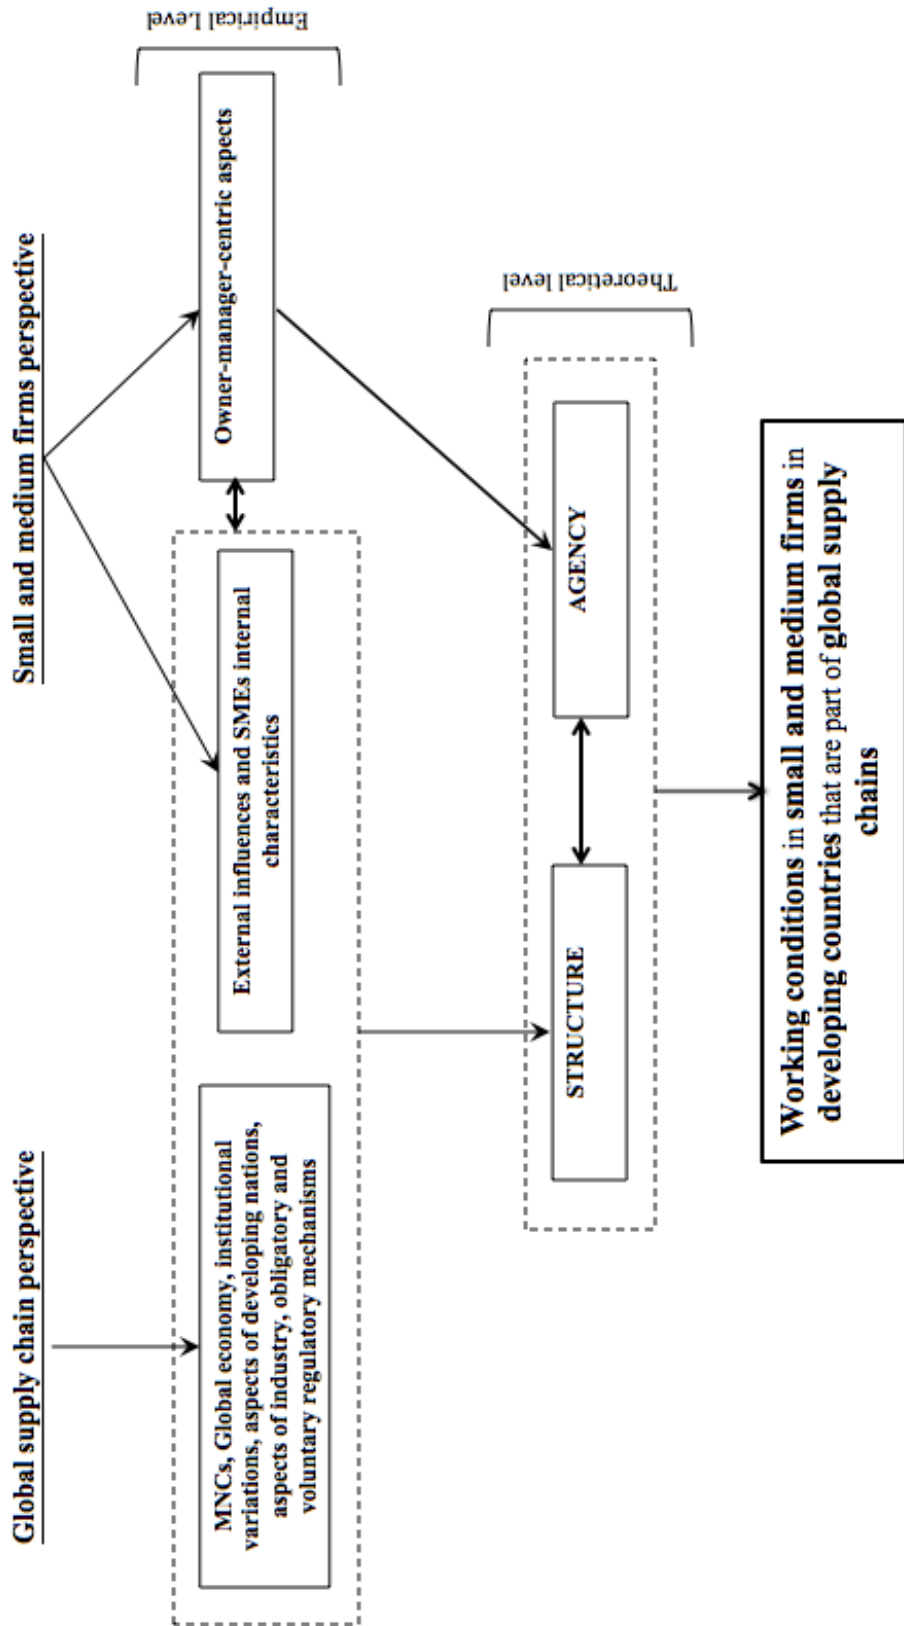 Global supply chain perspective
Small and medium firms perspective
MNCs, Global economy, institutional
variations, aspects of developing nations,
aspects of industry, obligatory and
voluntary regulatory mechanisms
External influences and SMEs internal
characteristics
Owner-manager-centric aspects
Empirical Level
STRUCTURE
AGENCY
Theoretical level
Working conditions in small and medium firms in
developing countries that are part of global supply
chains